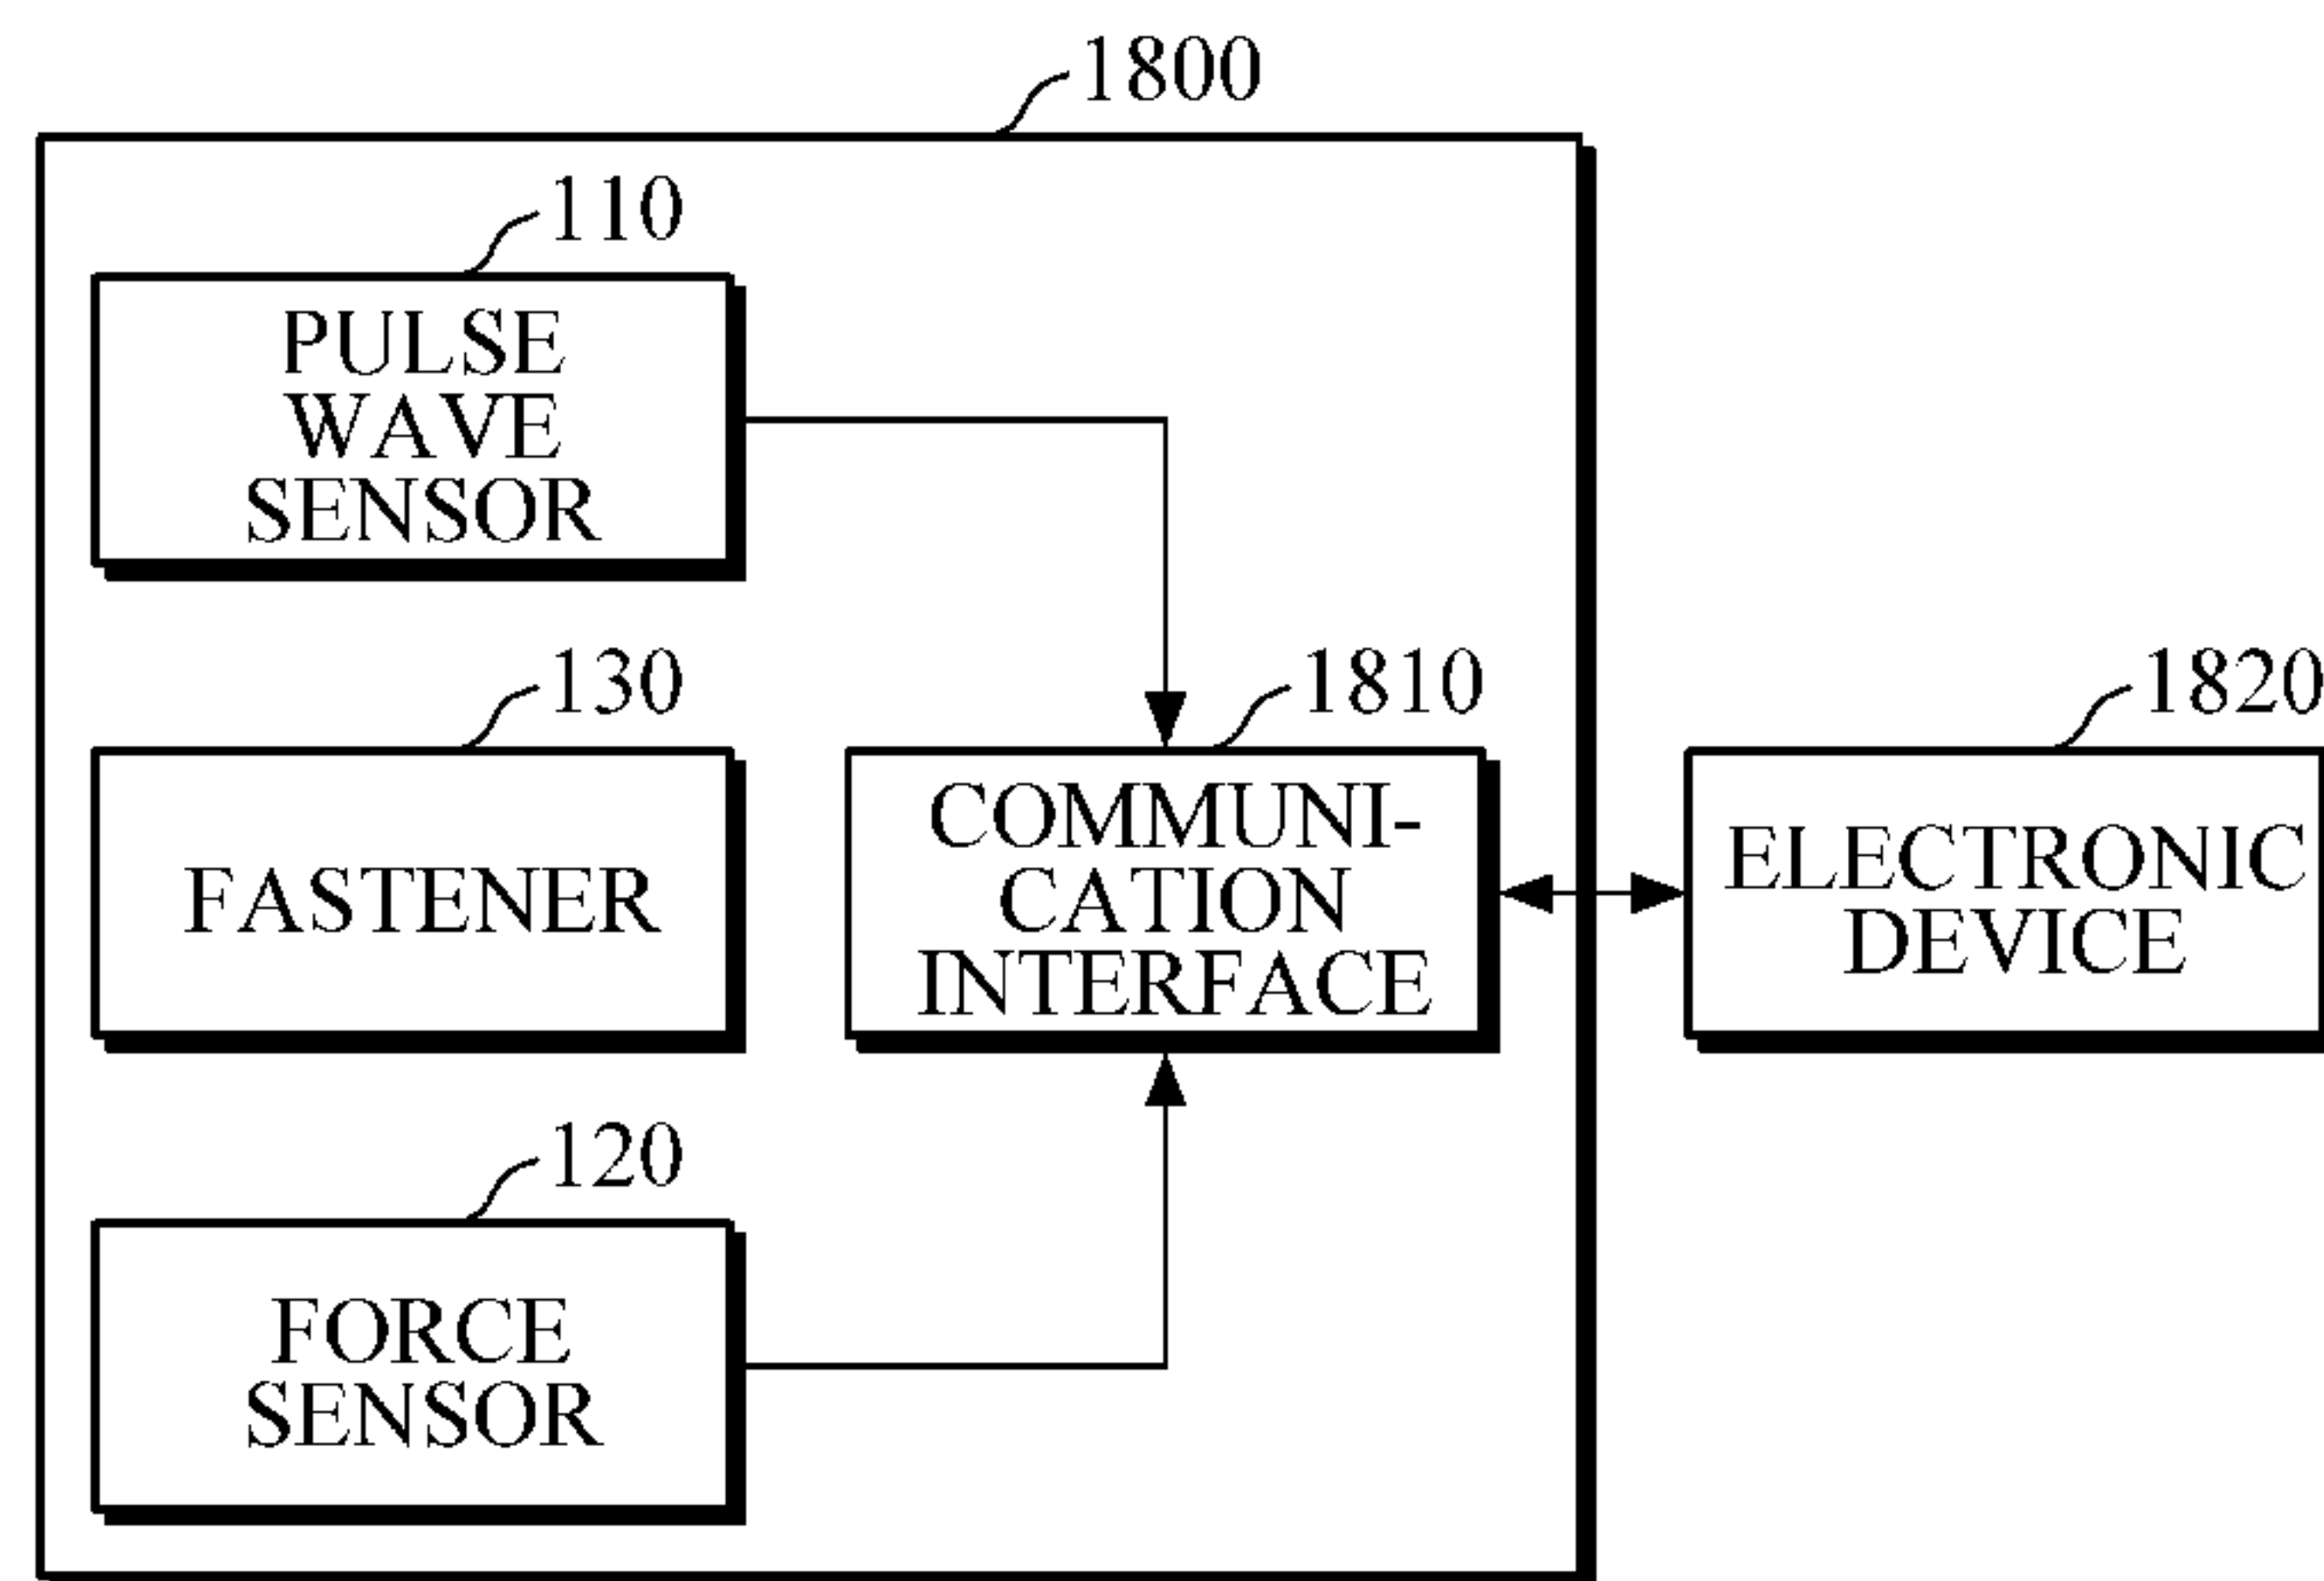 1800
110
PULSE
WAVE
SENSOR
130
FASTENER
1810
COMMUNI-
CATION
INTERFACE
1820
ELECTRONIC
DEVICE
120
FORCE
SENSOR